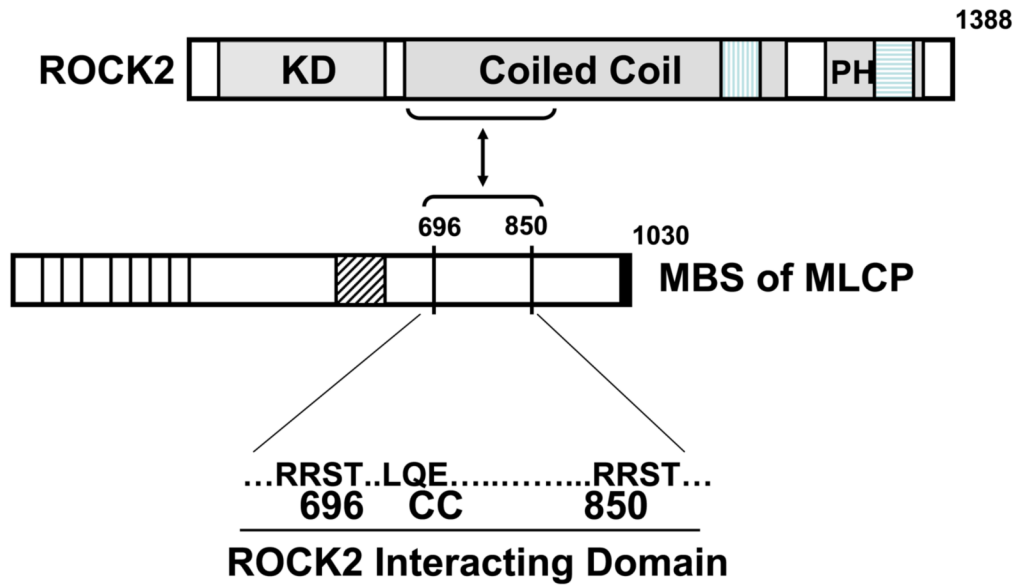 1388
ROCK2 KD Coiled Coil PH
696 850
1030
MBS of MLCP
...RRST..LQE.................RRST...
696 CC 850
ROCK2 Interacting Domain